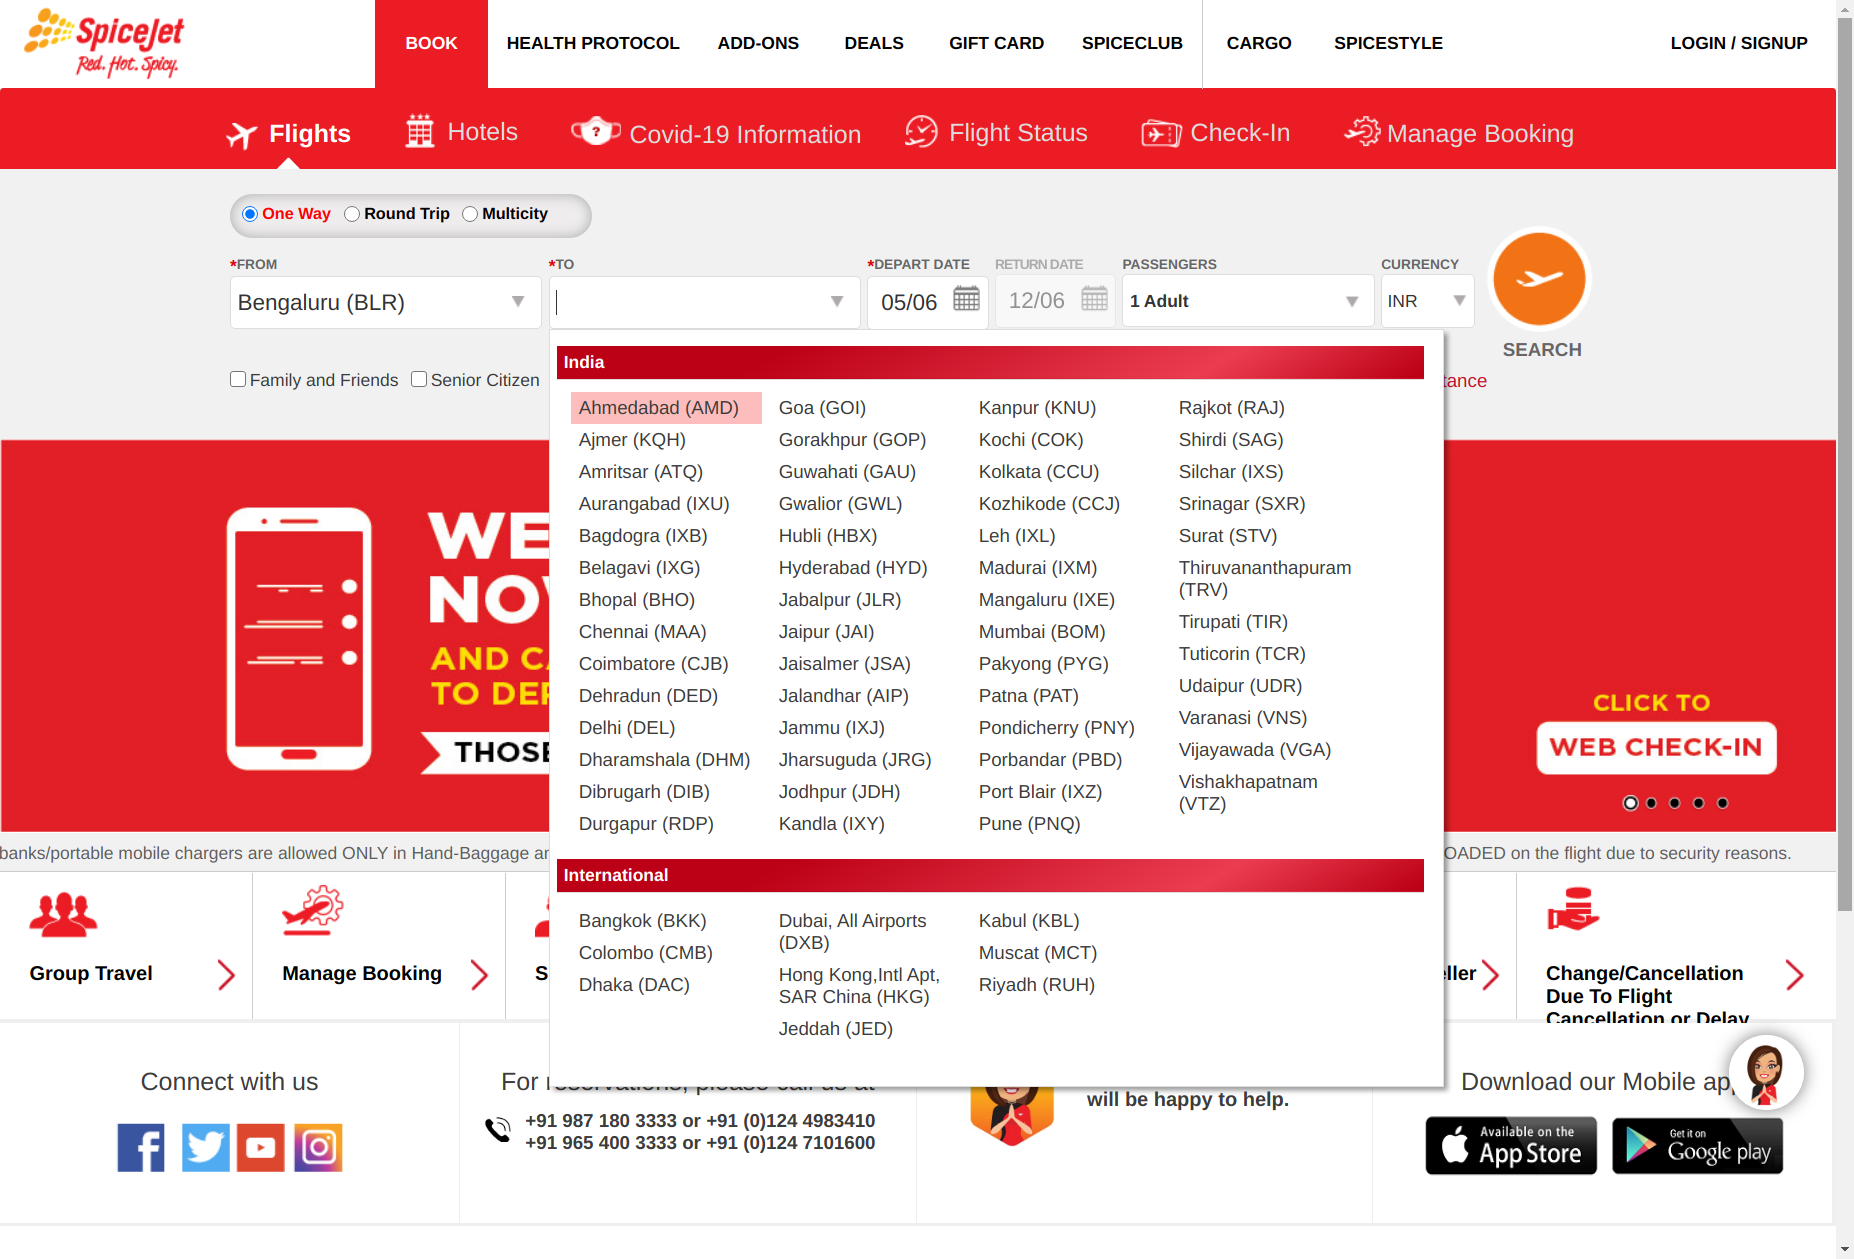 SpiceJet
Red. Hot. Spicy.
BOOK
HEALTH PROTOCOL
ADD-ONS
DEALS
GIFT CARD
SPICECLUB
CARGO
SPICESTYLE
LOGIN / SIGNUP
Flights
Hotels
?
Covid-19 Information
Flight Status
Check-In
Manage Booking
One Way
Round Trip
Multicity
*FROM
*TO
*DEPART DATE
RETURN DATE
PASSENGERS
CURRENCY
Bengaluru (BLR)
05/06
12/06
1 Adult
INR
SEARCH
Family and Friends
Senior Citizen
tance
India
Ahmedabad (AMD)
Ajmer (KQH)
Amritsar (ATQ)
Aurangabad (IXU)
Bagdogra (IXB)
Belagavi (IXG)
Bhopal (BHO)
Chennai (MAA)
Coimbatore (CJB)
Dehradun (DED)
Delhi (DEL)
Dharamshala (DHM)
Dibrugarh (DIB)
Durgapur (RDP)
Goa (GOI)
Gorakhpur (GOP)
Guwahati (GAU)
Gwalior (GWL)
Hubli (HBX)
Hyderabad (HYD)
Jabalpur (JLR)
Jaipur (JAI)
Jaisalmer (JSA)
Jalandhar (AIP)
Jammu (IXJ)
Jharsuguda (JRG)
Jodhpur (JDH)
Kandla (IXY)
Kanpur (KNU)
Kochi (COK)
Kolkata (CCU)
Kozhikode (CCJ)
Leh (IXL)
Madurai (IXM)
Mangaluru (IXE)
Mumbai (BOM)
Pakyong (PYG)
Patna (PAT)
Pondicherry (PNY)
Porbandar (PBD)
Port Blair (IXZ)
Pune (PNQ)
Rajkot (RAJ)
Shirdi (SAG)
Silchar (IXS)
Srinagar (SXR)
Surat (STV)
Thiruvananthapuram
(TRV)
Tirupati (TIR)
Tuticorin (TCR)
Udaipur (UDR)
Varanasi (VNS)
Vijayawada (VGA)
Vishakhapatnam
(VTZ)
International
Bangkok (BKK)
Colombo (CMB)
Dhaka (DAC)
Dubai, All Airports
(DXB)
Hong Kong,Intl Apt,
SAR China (HKG)
Jeddah (JED)
Kabul (KBL)
Muscat (MCT)
Riyadh (RUH)
WE
NO
AND C
TO DE
THOSE
CLICK TO
WEB CHECK-IN
banks/portable mobile chargers are allowed ONLY in Hand-Baggage
OADED on the flight due to security reasons.
Group Travel
Manage Booking
S
ller
Change/Cancellation
Due To Flight
Cancellation or Delay
Connect with us
For reservations, please call us at
+91 987 180 3333 or +91 (0)124 4983410
+91 965 400 3333 or +91 (0)124 7101600
will be happy to help.
Download our Mobile ap
Available on the
App Store
Get it on
Google play